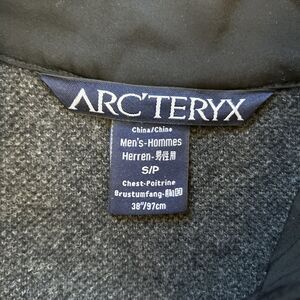 ARC'TERYX
China/Chine
Men's-Hommes
Herren-男性用
S/P
Chest-Poitrine
Brustumfang-
38"/97cm